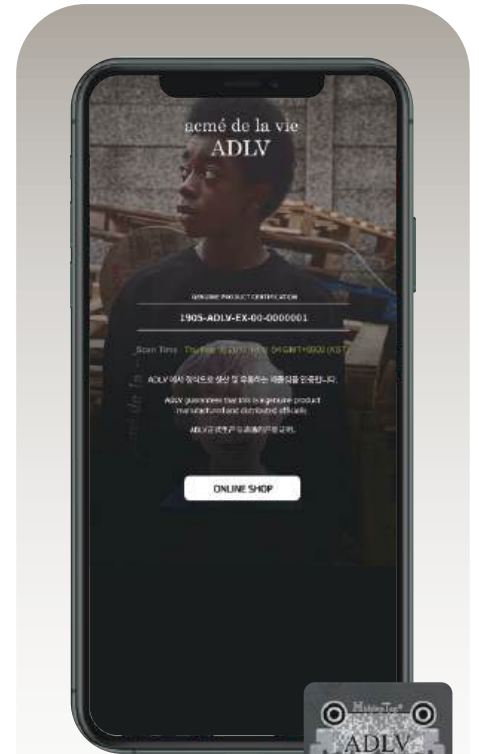 acmé de la vie
ADLV
GENUINE PRODUCT CERTIFICATION
1905-ADLV-EX-00-0000001
Scan Time
ADLV 에서 정식으로 생산 및 유통하는 제품임을 인증합니다.
ADLV guarantees that this is a genuine product
manufactured and distributed officially.
ONLINE SHOP
HiddenTag®
ADLV